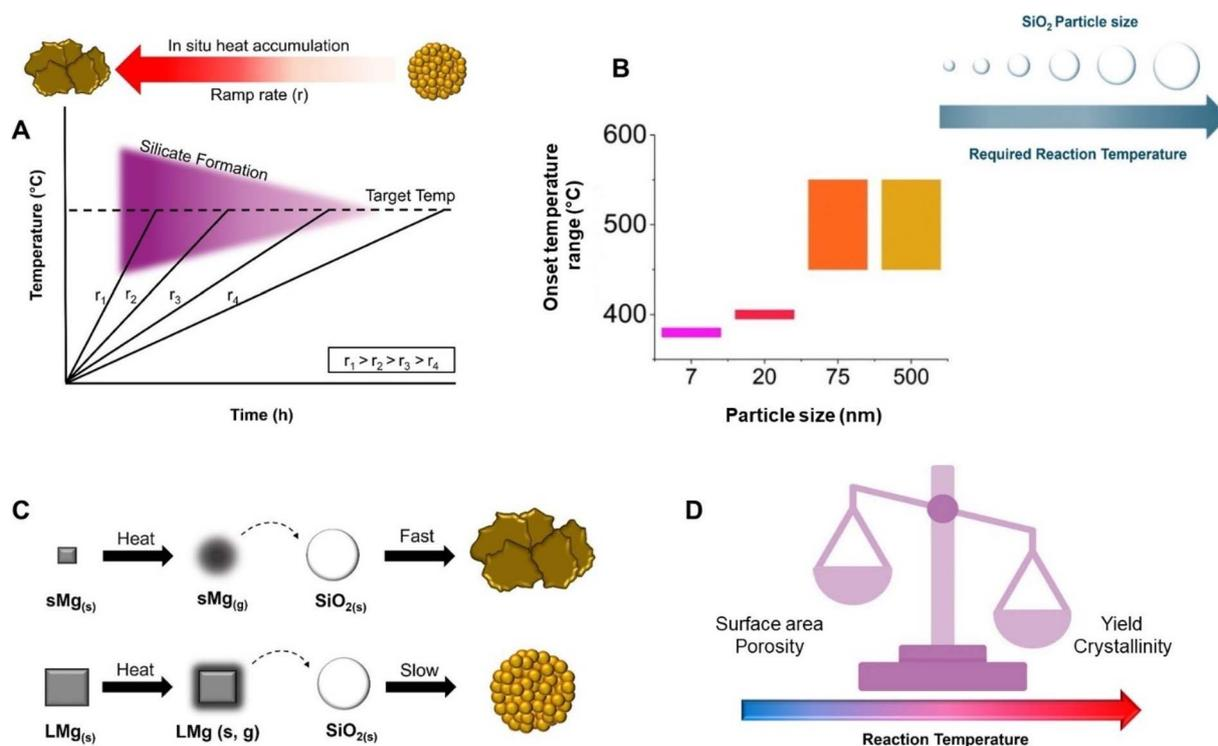 In situ heat accumulation
Ramp rate (r)
A
Temperature (°C)
Silicate Formation
Target Temp
r₁
r₂
r₃
r₄
r₁ > r₂ > r₃ > r₄
Time (h)
B
SiO₂ Particle size
Required Reaction Temperature
Onset temperature
range (°C)
600
500
400
7 20 75 500
Particle size (nm)
C
Heat
Fast
sMg(s)
sMg(g)
SiO₂(s)
Heat
Slow
LMg(s)
LMg (s, g)
SiO₂(s)
D
Surface area
Porosity
Yield
Crystallinity
Reaction Temperature